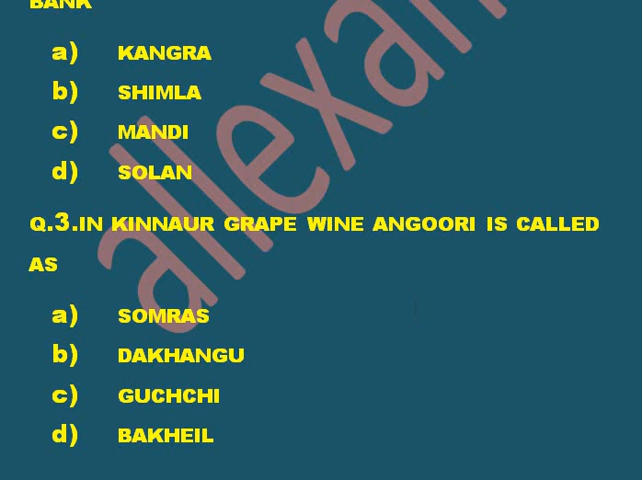 BANK
a) KANGRA
b) SHIMLA
c) MANDI
d) SOLAN
Q.3.IN KINNAUR GRAPE WINE ANGOORI IS CALLED
AS
a) SOMRAS
b) DAKHANGU
c) GUCHCHI
d) BAKHEIL